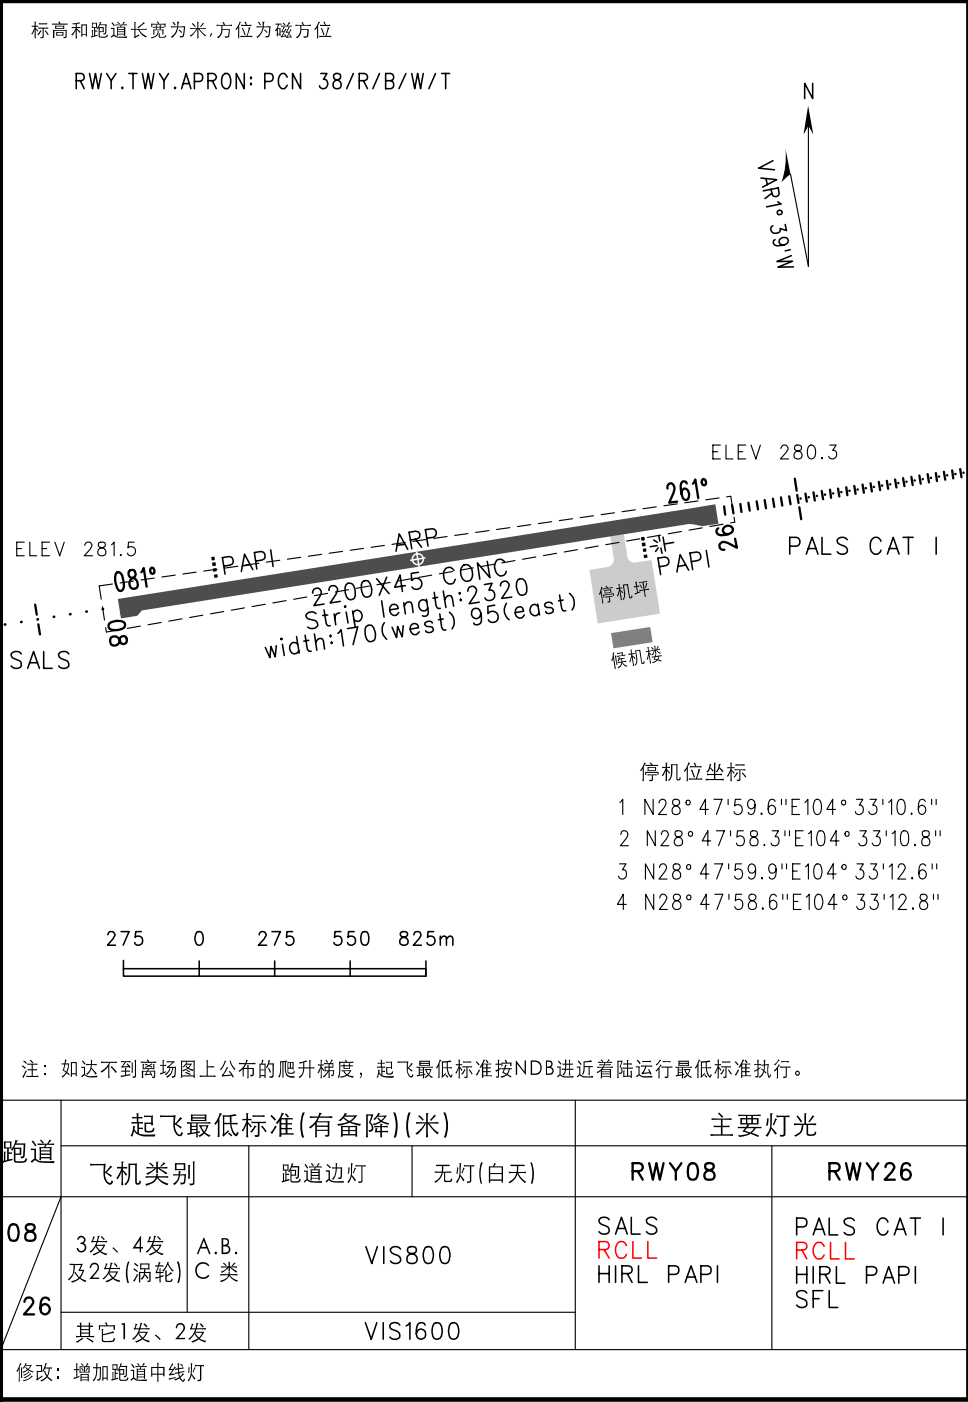 标高和跑道长宽为米,方位为磁方位
RWY.TWY.APRON: PCN 38/R/B/W/T
N
VAR1°39'W
ELEV 280.3
261°
26
PALS CAT I
ELEV 281.5
081°
08
SALS
PAPI
ARP
PAPI
2200X45 CONC
Strip length:2320
width:170(west) 95(east)
停机坪
候机楼
停机位坐标
1 N28°47'59.6"E104°33'10.6"
2 N28°47'58.3"E104°33'10.8"
3 N28°47'59.9"E104°33'12.6"
4 N28°47'58.6"E104°33'12.8"
275 0 275 550 825m
注：如达不到离场图上公布的爬升梯度，起飞最低标准按NDB进近着陆运行最低标准执行。
跑道 起飞最低标准(有备降)(米) 主要灯光
飞机类别 跑道边灯 无灯(白天) RWY08 RWY26
08
26
3发、4发
及2发(涡轮)
A.B.
C 类
VIS800
其它1发、2发 VIS1600
SALS
RCLL
HIRL PAPI
PALS CAT I
RCLL
HIRL PAPI
SFL
修改：增加跑道中线灯